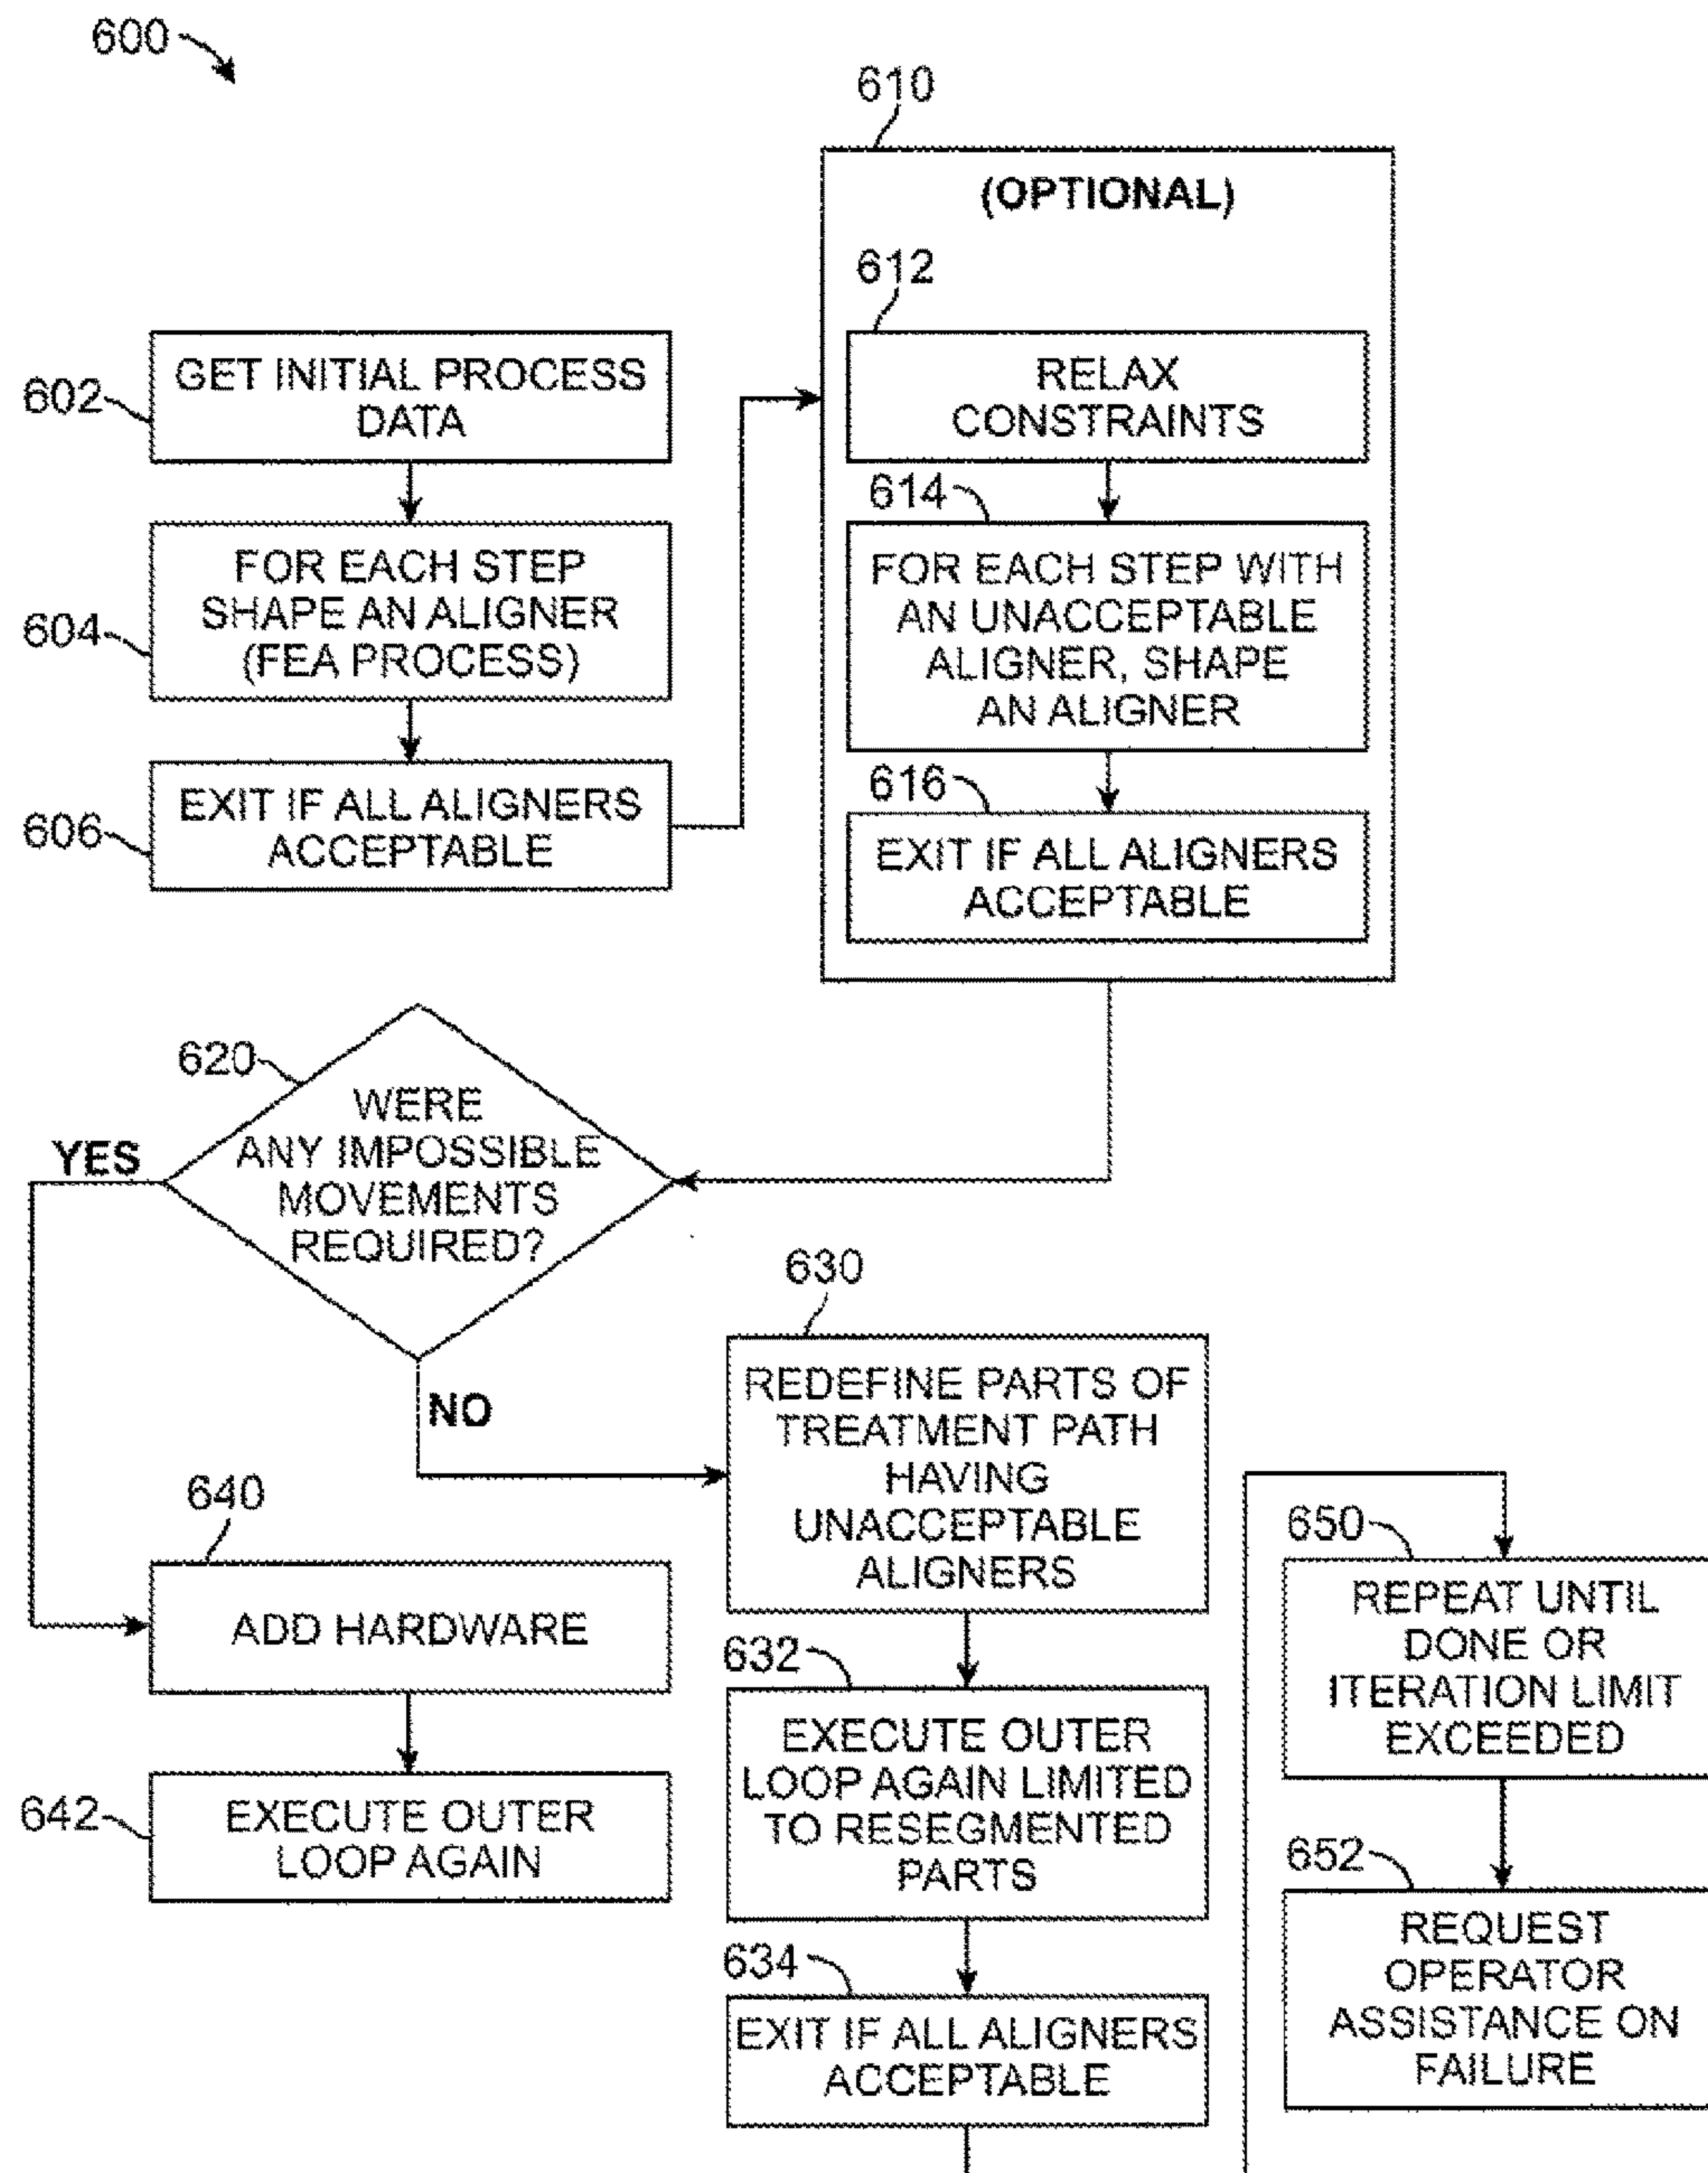 600
602
GET INITIAL PROCESS
DATA
604
FOR EACH STEP
SHAPE AN ALIGNER
(FEA PROCESS)
606
EXIT IF ALL ALIGNERS
ACCEPTABLE
610
(OPTIONAL)
612
RELAX
CONSTRAINTS
614
FOR EACH STEP WITH
AN UNACCEPTABLE
ALIGNER, SHAPE
AN ALIGNER
616
EXIT IF ALL ALIGNERS
ACCEPTABLE
620
WERE
ANY IMPOSSIBLE
MOVEMENTS
REQUIRED?
YES
NO
640
ADD HARDWARE
642
EXECUTE OUTER
LOOP AGAIN
630
REDEFINE PARTS OF
TREATMENT PATH
HAVING
UNACCEPTABLE
ALIGNERS
632
EXECUTE OUTER
LOOP AGAIN LIMITED
TO RESEGMENTED
PARTS
634
EXIT IF ALL ALIGNERS
ACCEPTABLE
650
REPEAT UNTIL
DONE OR
ITERATION LIMIT
EXCEEDED
652
REQUEST
OPERATOR
ASSISTANCE ON
FAILURE